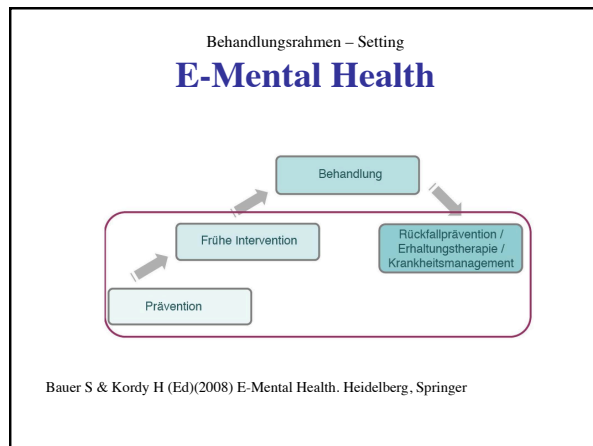 Behandlungsrahmen – Setting
E-Mental Health
Behandlung
Frühe Intervention
Rückfallprävention /
Erhaltungstherapie /
Krankheitsmanagement
Prävention
Bauer S & Kordy H (Ed)(2008) E-Mental Health. Heidelberg, Springer